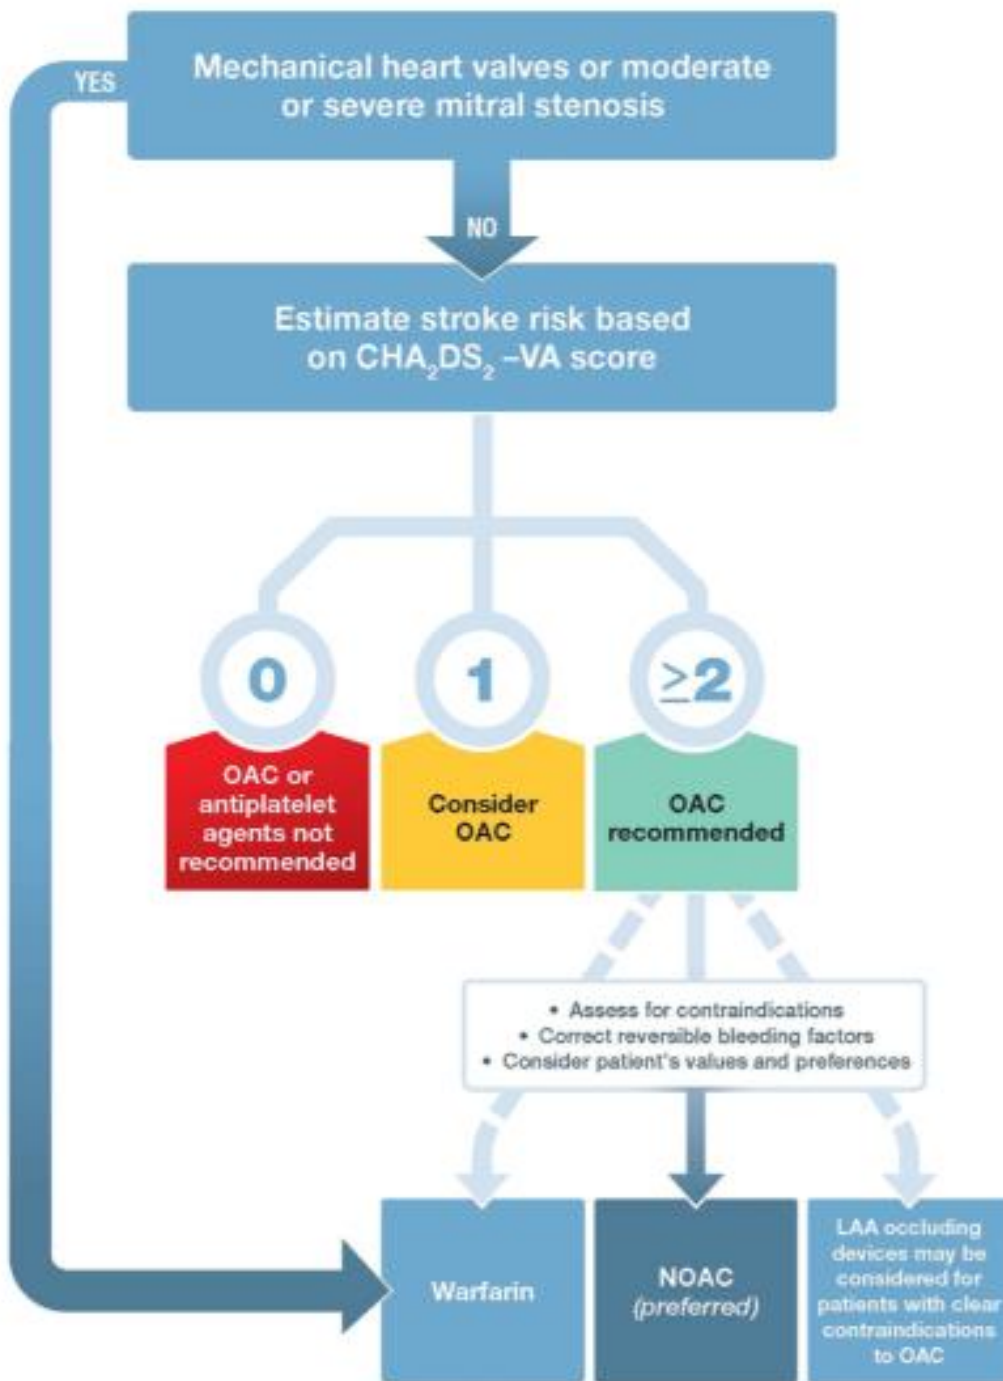 YES
Mechanical heart valves or moderate
or severe mitral stenosis
NO
Estimate stroke risk based
on CHA₂DS₂ –VA score
0
OAC or
antiplatelet
agents not
recommended
1
Consider
OAC
≥2
OAC
recommended
• Assess for contraindications
• Correct reversible bleeding factors
• Consider patient's values and preferences
Warfarin
NOAC
(preferred)
LAA occluding
devices may be
considered for
patients with clear
contraindications
to OAC